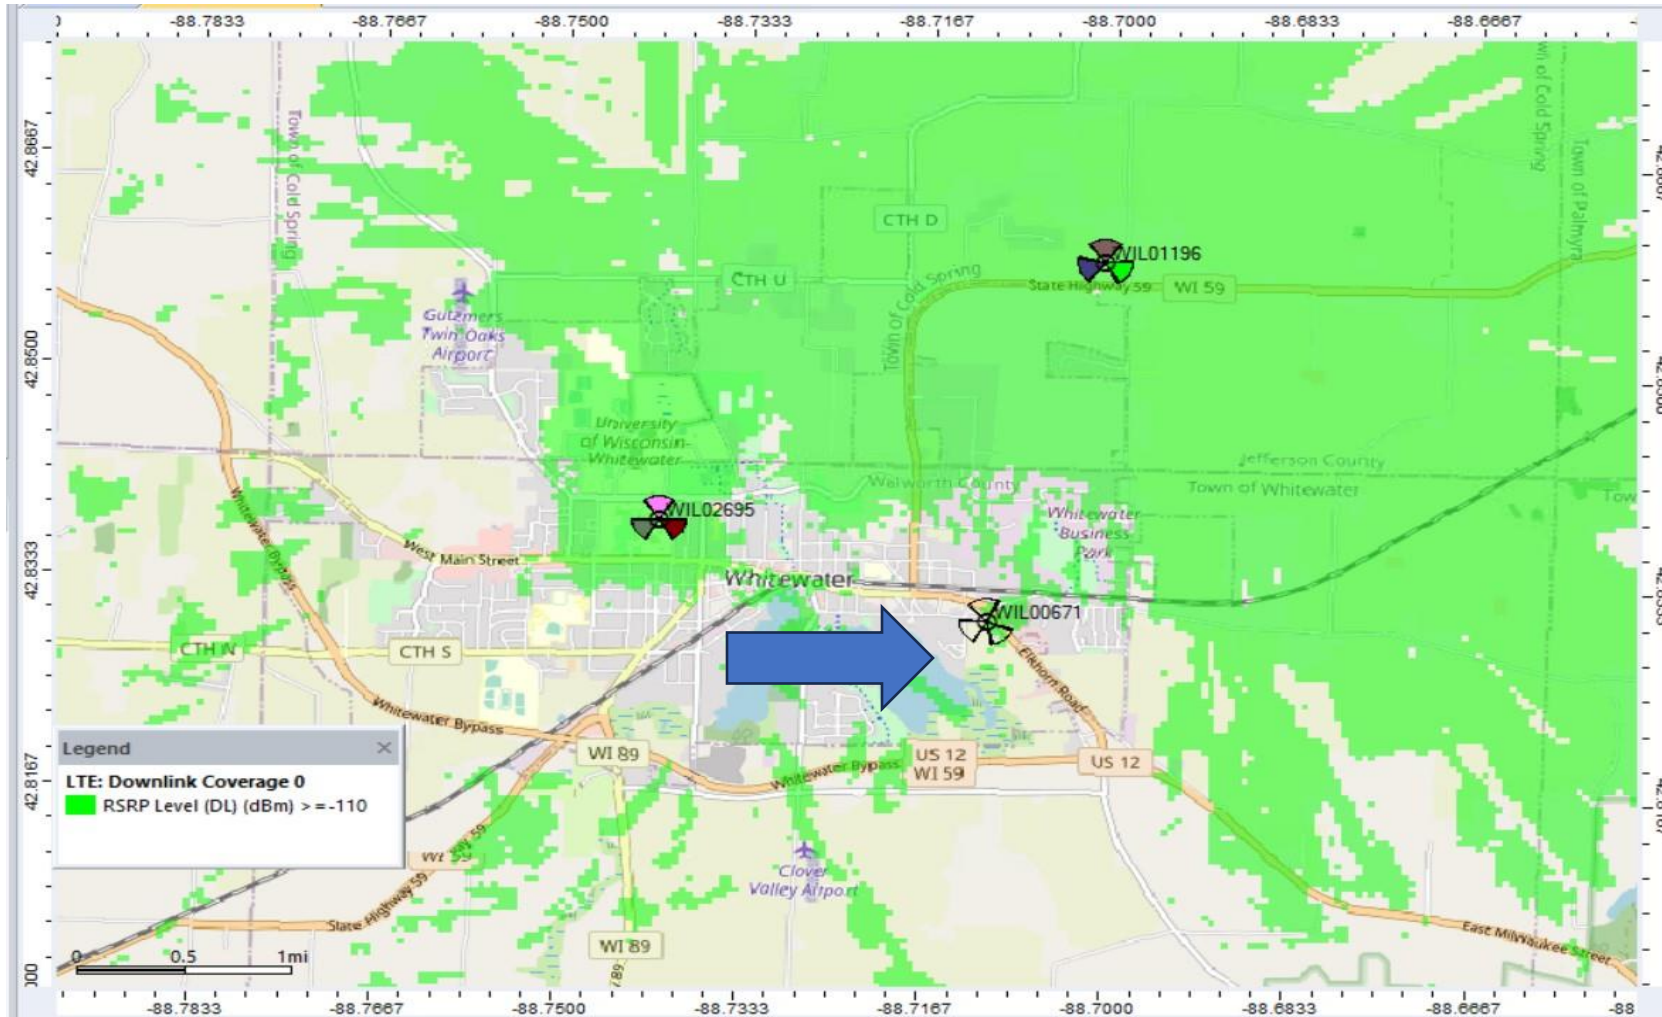 -88.7833
-88.7667
-88.7500
-88.7333
-88.7167
-88.7000
-88.6833
-88.6667
42.8667
42.8500
42.8333
42.8167
Town of Cold Spring
Town of Cold Spring
Town of Palmyra
CTH D
WIL01196
CTH U
Town of Cold Spring
State Highway 59
WI 59
Gutzmers
Twin Oaks
Airport
University
of Wisconsin-
Whitewater
Jefferson County
Walworth County
Town of Whitewater
WIL02695
Whitewater
Business
Park
Whitewater Bypass
West Main Street
Whitewater
WIL00671
CTH N
CTH S
Elkhorn Road
Whitewater Bypass
WI 89
Whitewater Bypass
US 12
WI 59
US 12
Legend
LTE: Downlink Coverage 0
RSRP Level (DL) (dBm) >=-110
WI 59
Clover
Valley Airport
State Highway 59
WI 89
East Milwaukee Street
0
0.5
1mi
-88.7833
-88.7667
-88.7500
-88.7333
-88.7167
-88.7000
-88.6833
-88.6667